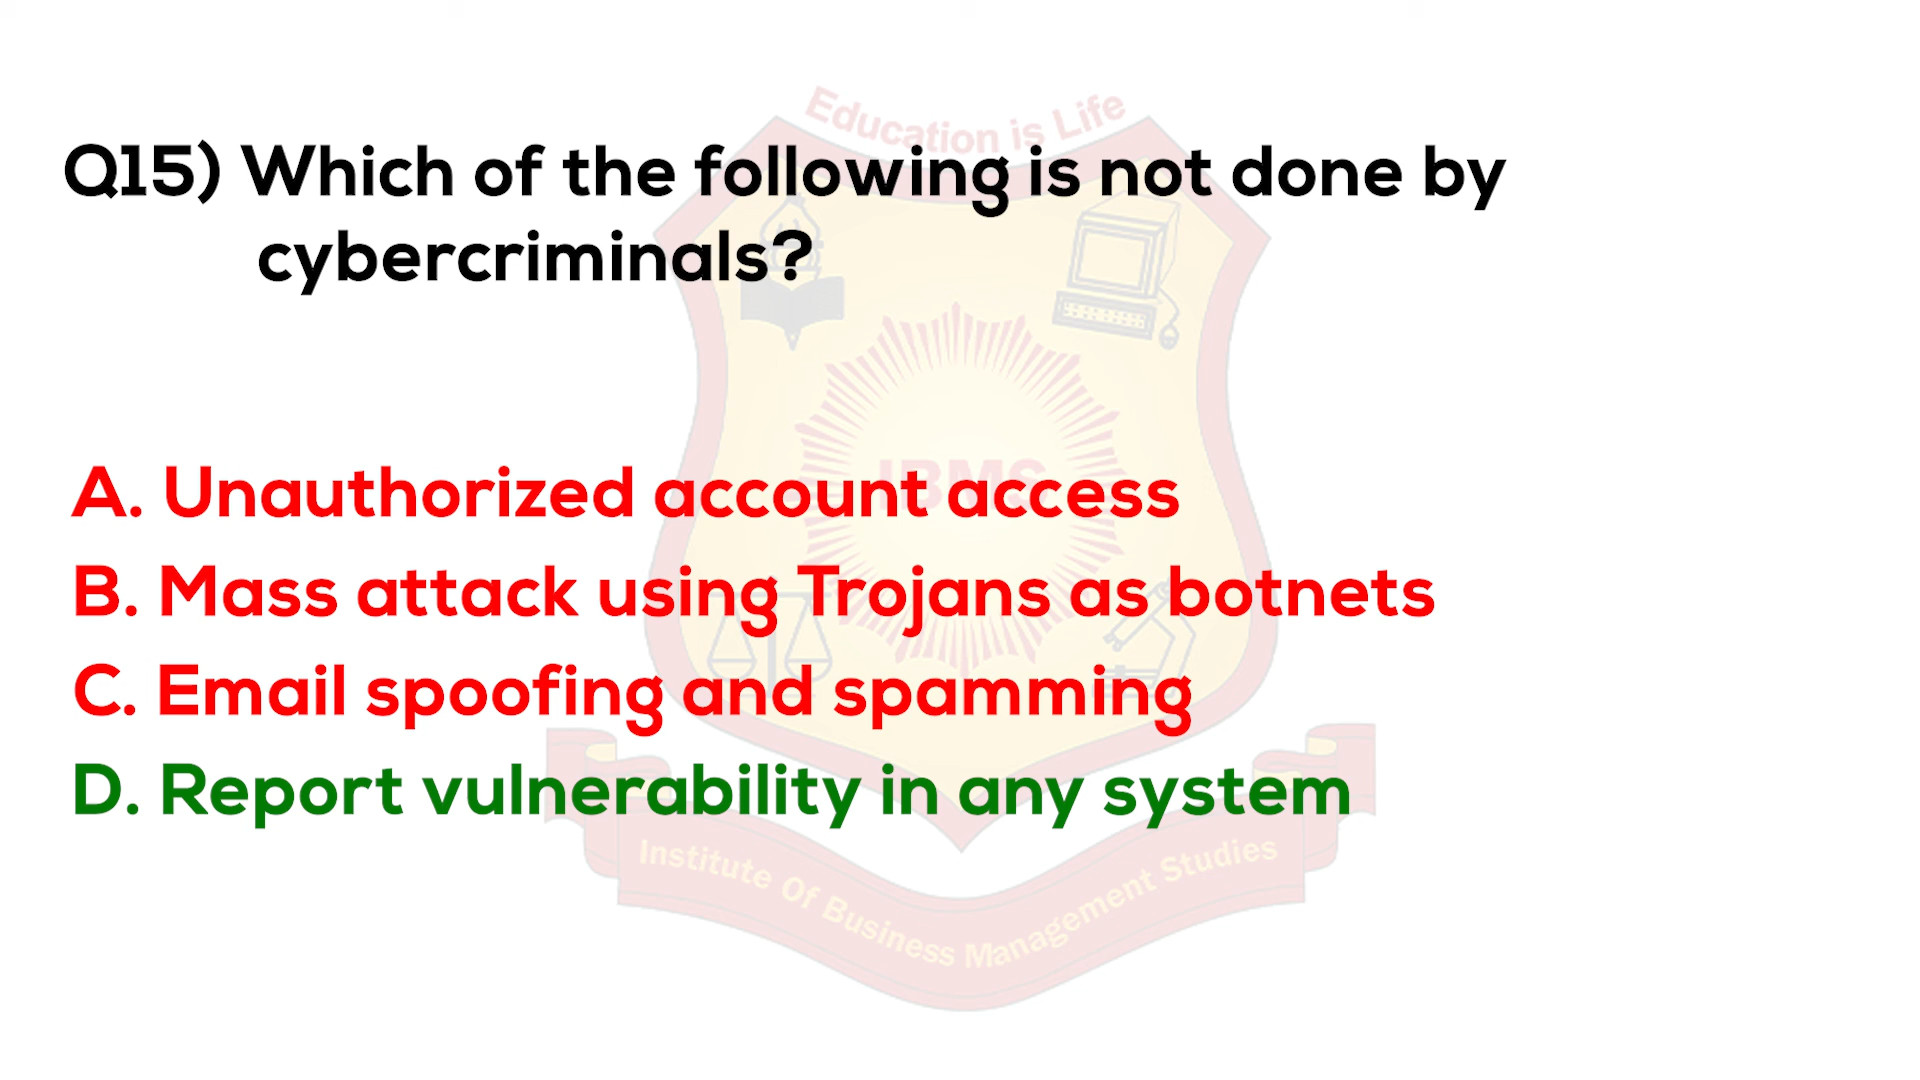 Education is Life
Q15) Which of the following is not done by
cybercriminals?
IBMS
A. Unauthorized account access
B. Mass attack using Trojans as botnets
C. Email spoofing and spamming
D. Report vulnerability in any system
Institute Of Business Management Studies